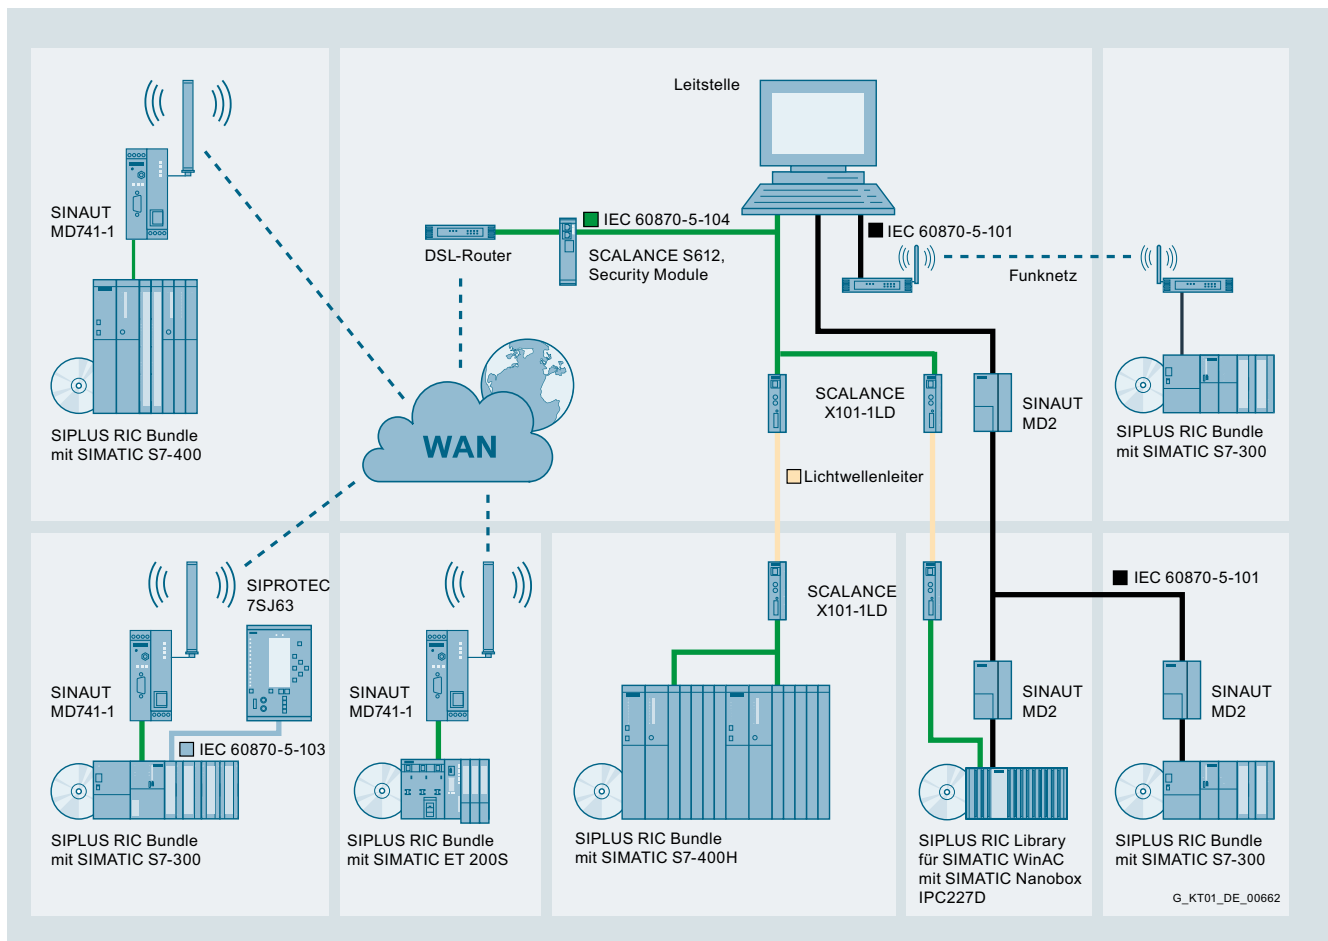 Leitstelle
SINAUT
MD741-1
IEC 60870-5-104
IEC 60870-5-101
DSL-Router
SCALANCE S612,
Security Module
Funknetz
SCALANCE
X101-1LD
SINAUT
MD2
SIPLUS RIC Bundle
mit SIMATIC S7-400
WAN
SIPLUS RIC Bundle
mit SIMATIC S7-300
Lichtwellenleiter
SIPROTEC
7SJ63
SCALANCE
X101-1LD
IEC 60870-5-101
SINAUT
MD741-1
SINAUT
MD741-1
SINAUT
MD2
SINAUT
MD2
IEC 60870-5-103
SIPLUS RIC Bundle
mit SIMATIC S7-300
SIPLUS RIC Bundle
mit SIMATIC ET 200S
SIPLUS RIC Bundle
mit SIMATIC S7-400H
SIPLUS RIC Library
für SIMATIC WinAC
mit SIMATIC Nanobox
IPC227D
SIPLUS RIC Bundle
mit SIMATIC S7-300
G_KT01_DE_00662